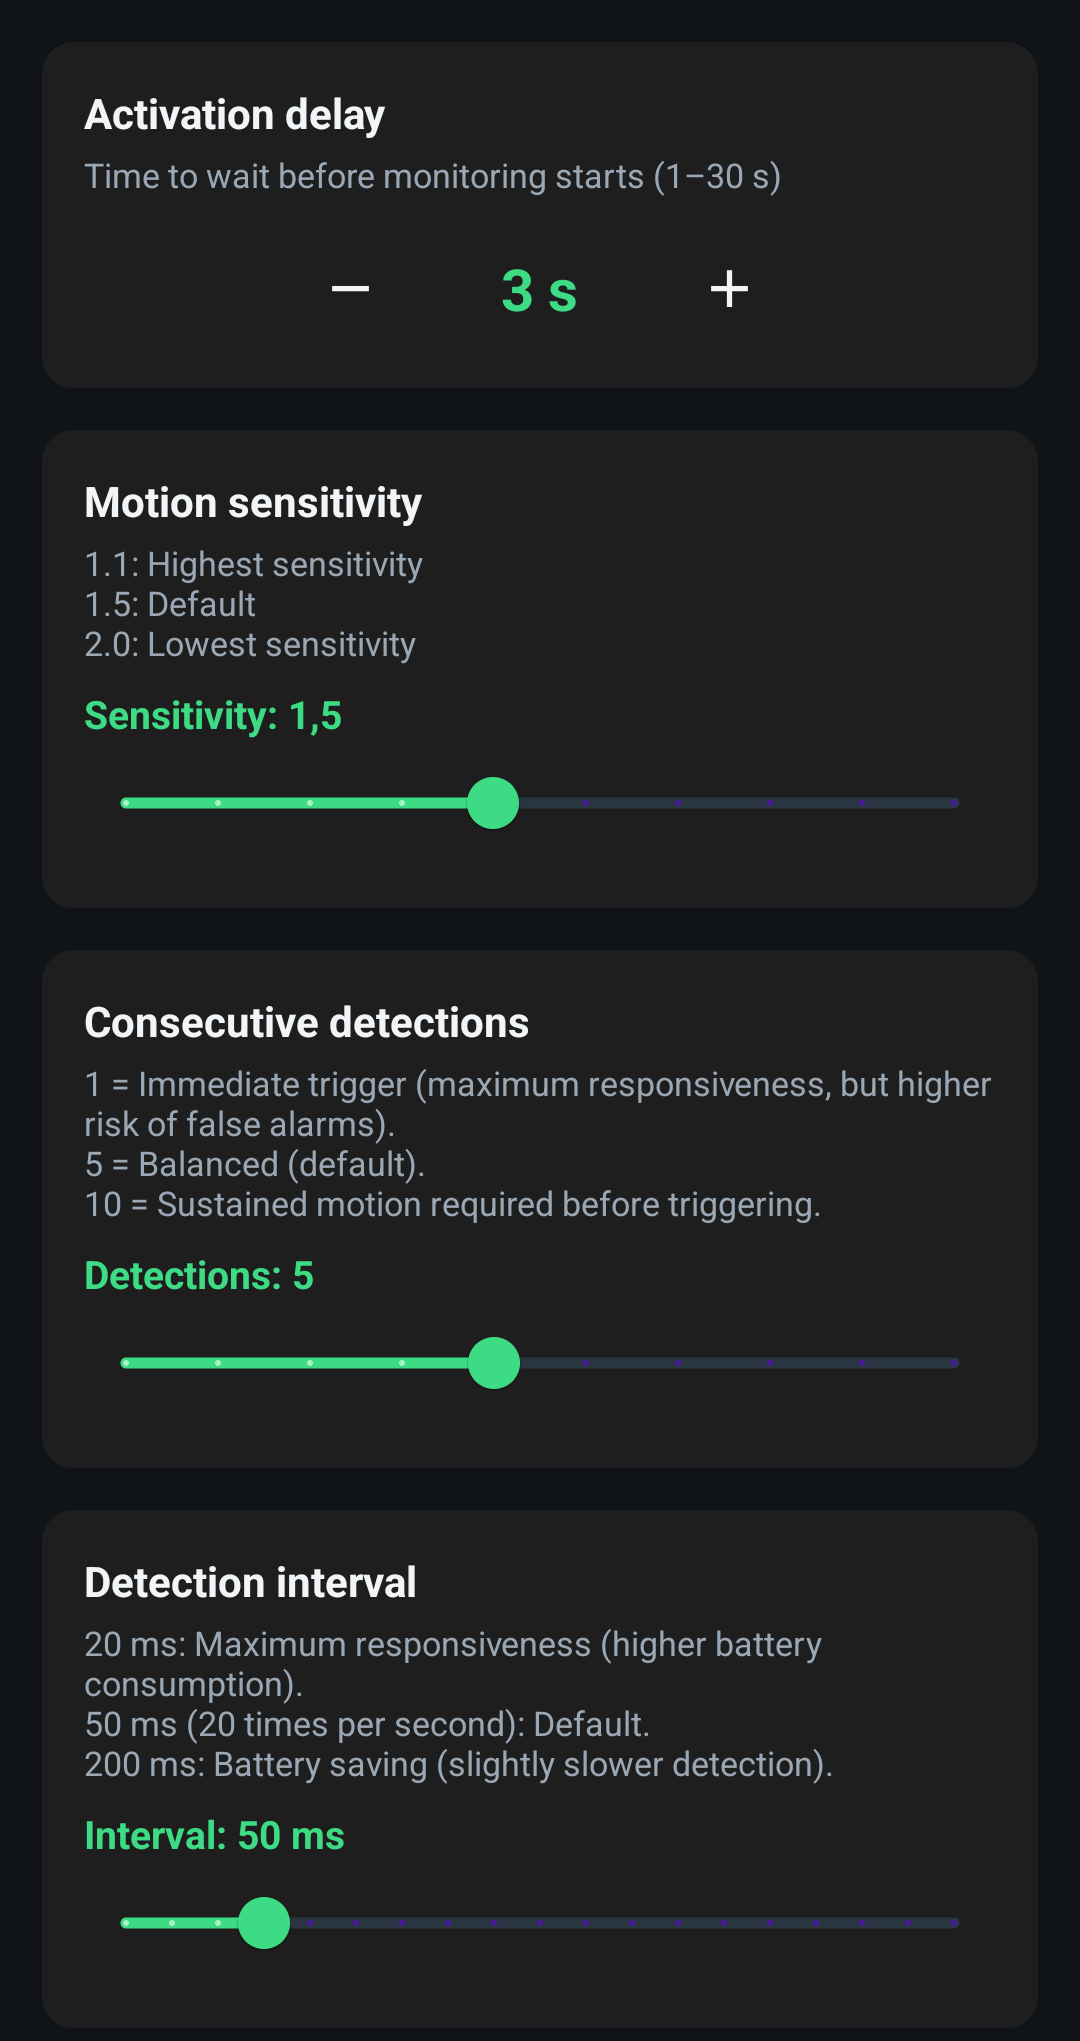 Activation delay
Time to wait before monitoring starts (1–30 s)
− 3 s +
Motion sensitivity
1.1: Highest sensitivity
1.5: Default
2.0: Lowest sensitivity
Sensitivity: 1,5
Consecutive detections
1 = Immediate trigger (maximum responsiveness, but higher
risk of false alarms).
5 = Balanced (default).
10 = Sustained motion required before triggering.
Detections: 5
Detection interval
20 ms: Maximum responsiveness (higher battery
consumption).
50 ms (20 times per second): Default.
200 ms: Battery saving (slightly slower detection).
Interval: 50 ms